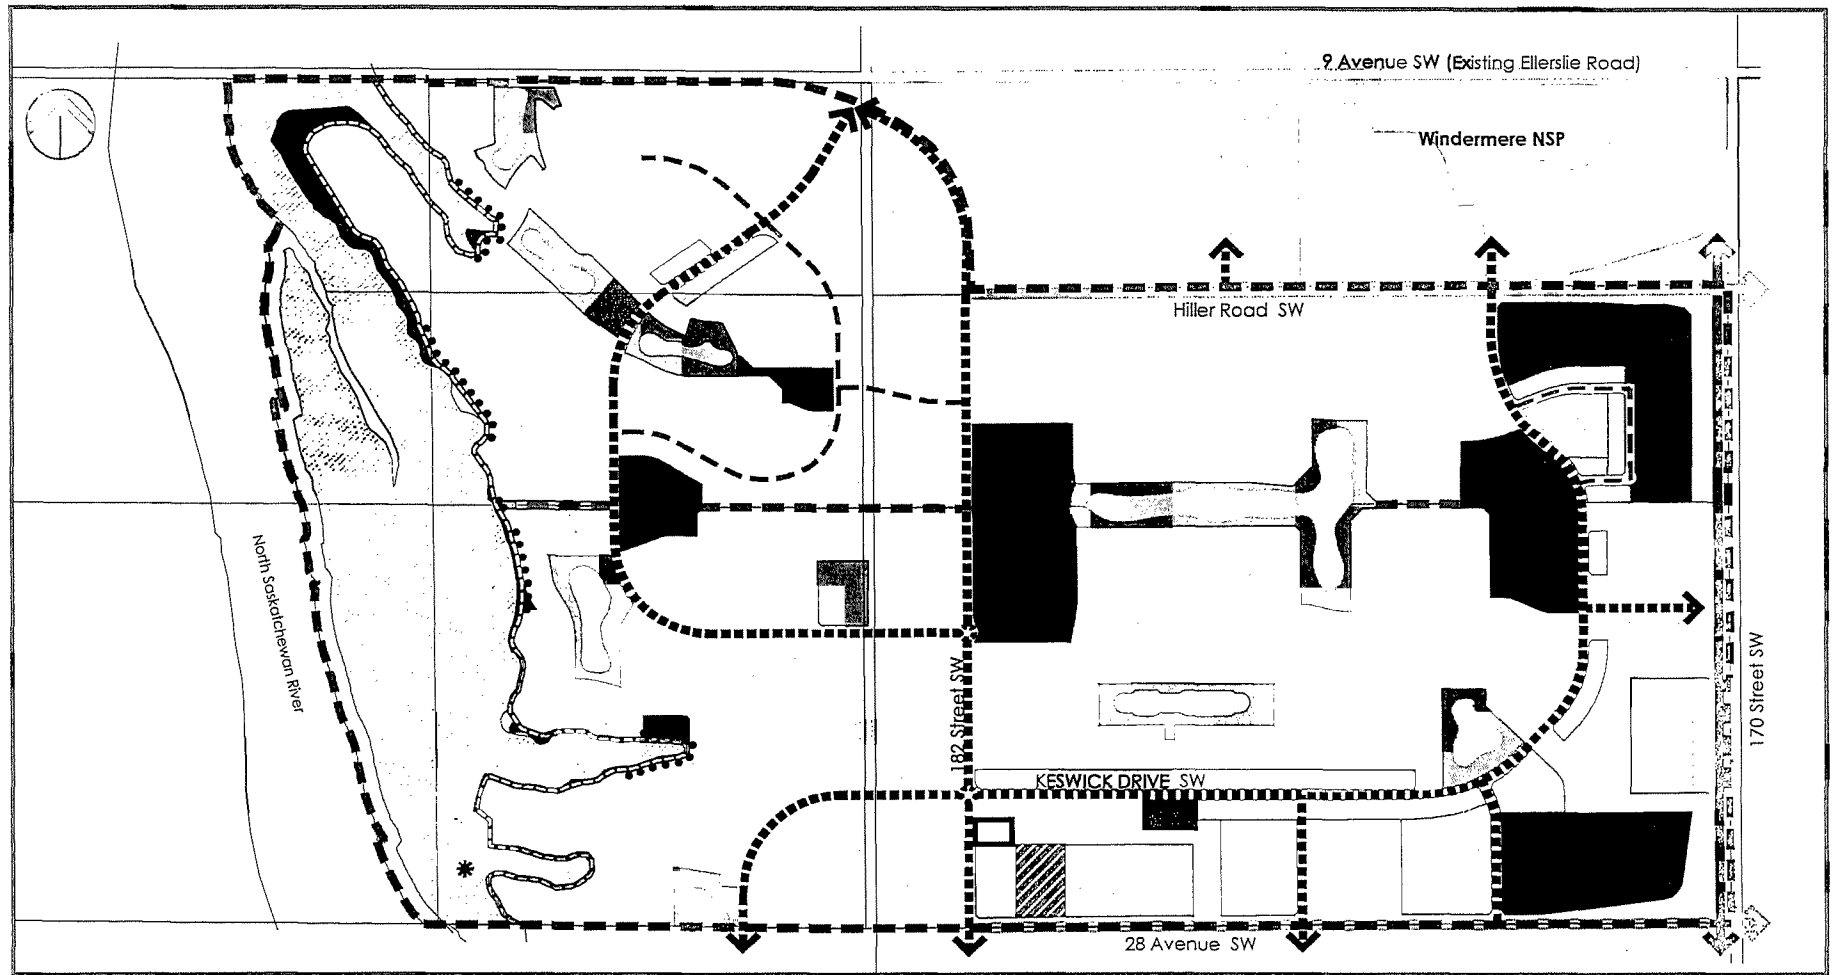 9 Avenue SW (Existing Ellerslie Road)
Windermere NSP
Hiller Road SW
North Saskatchewan River
182 Street SW
170 Street SW
KESWICK DRIVE SW
28 Avenue SW